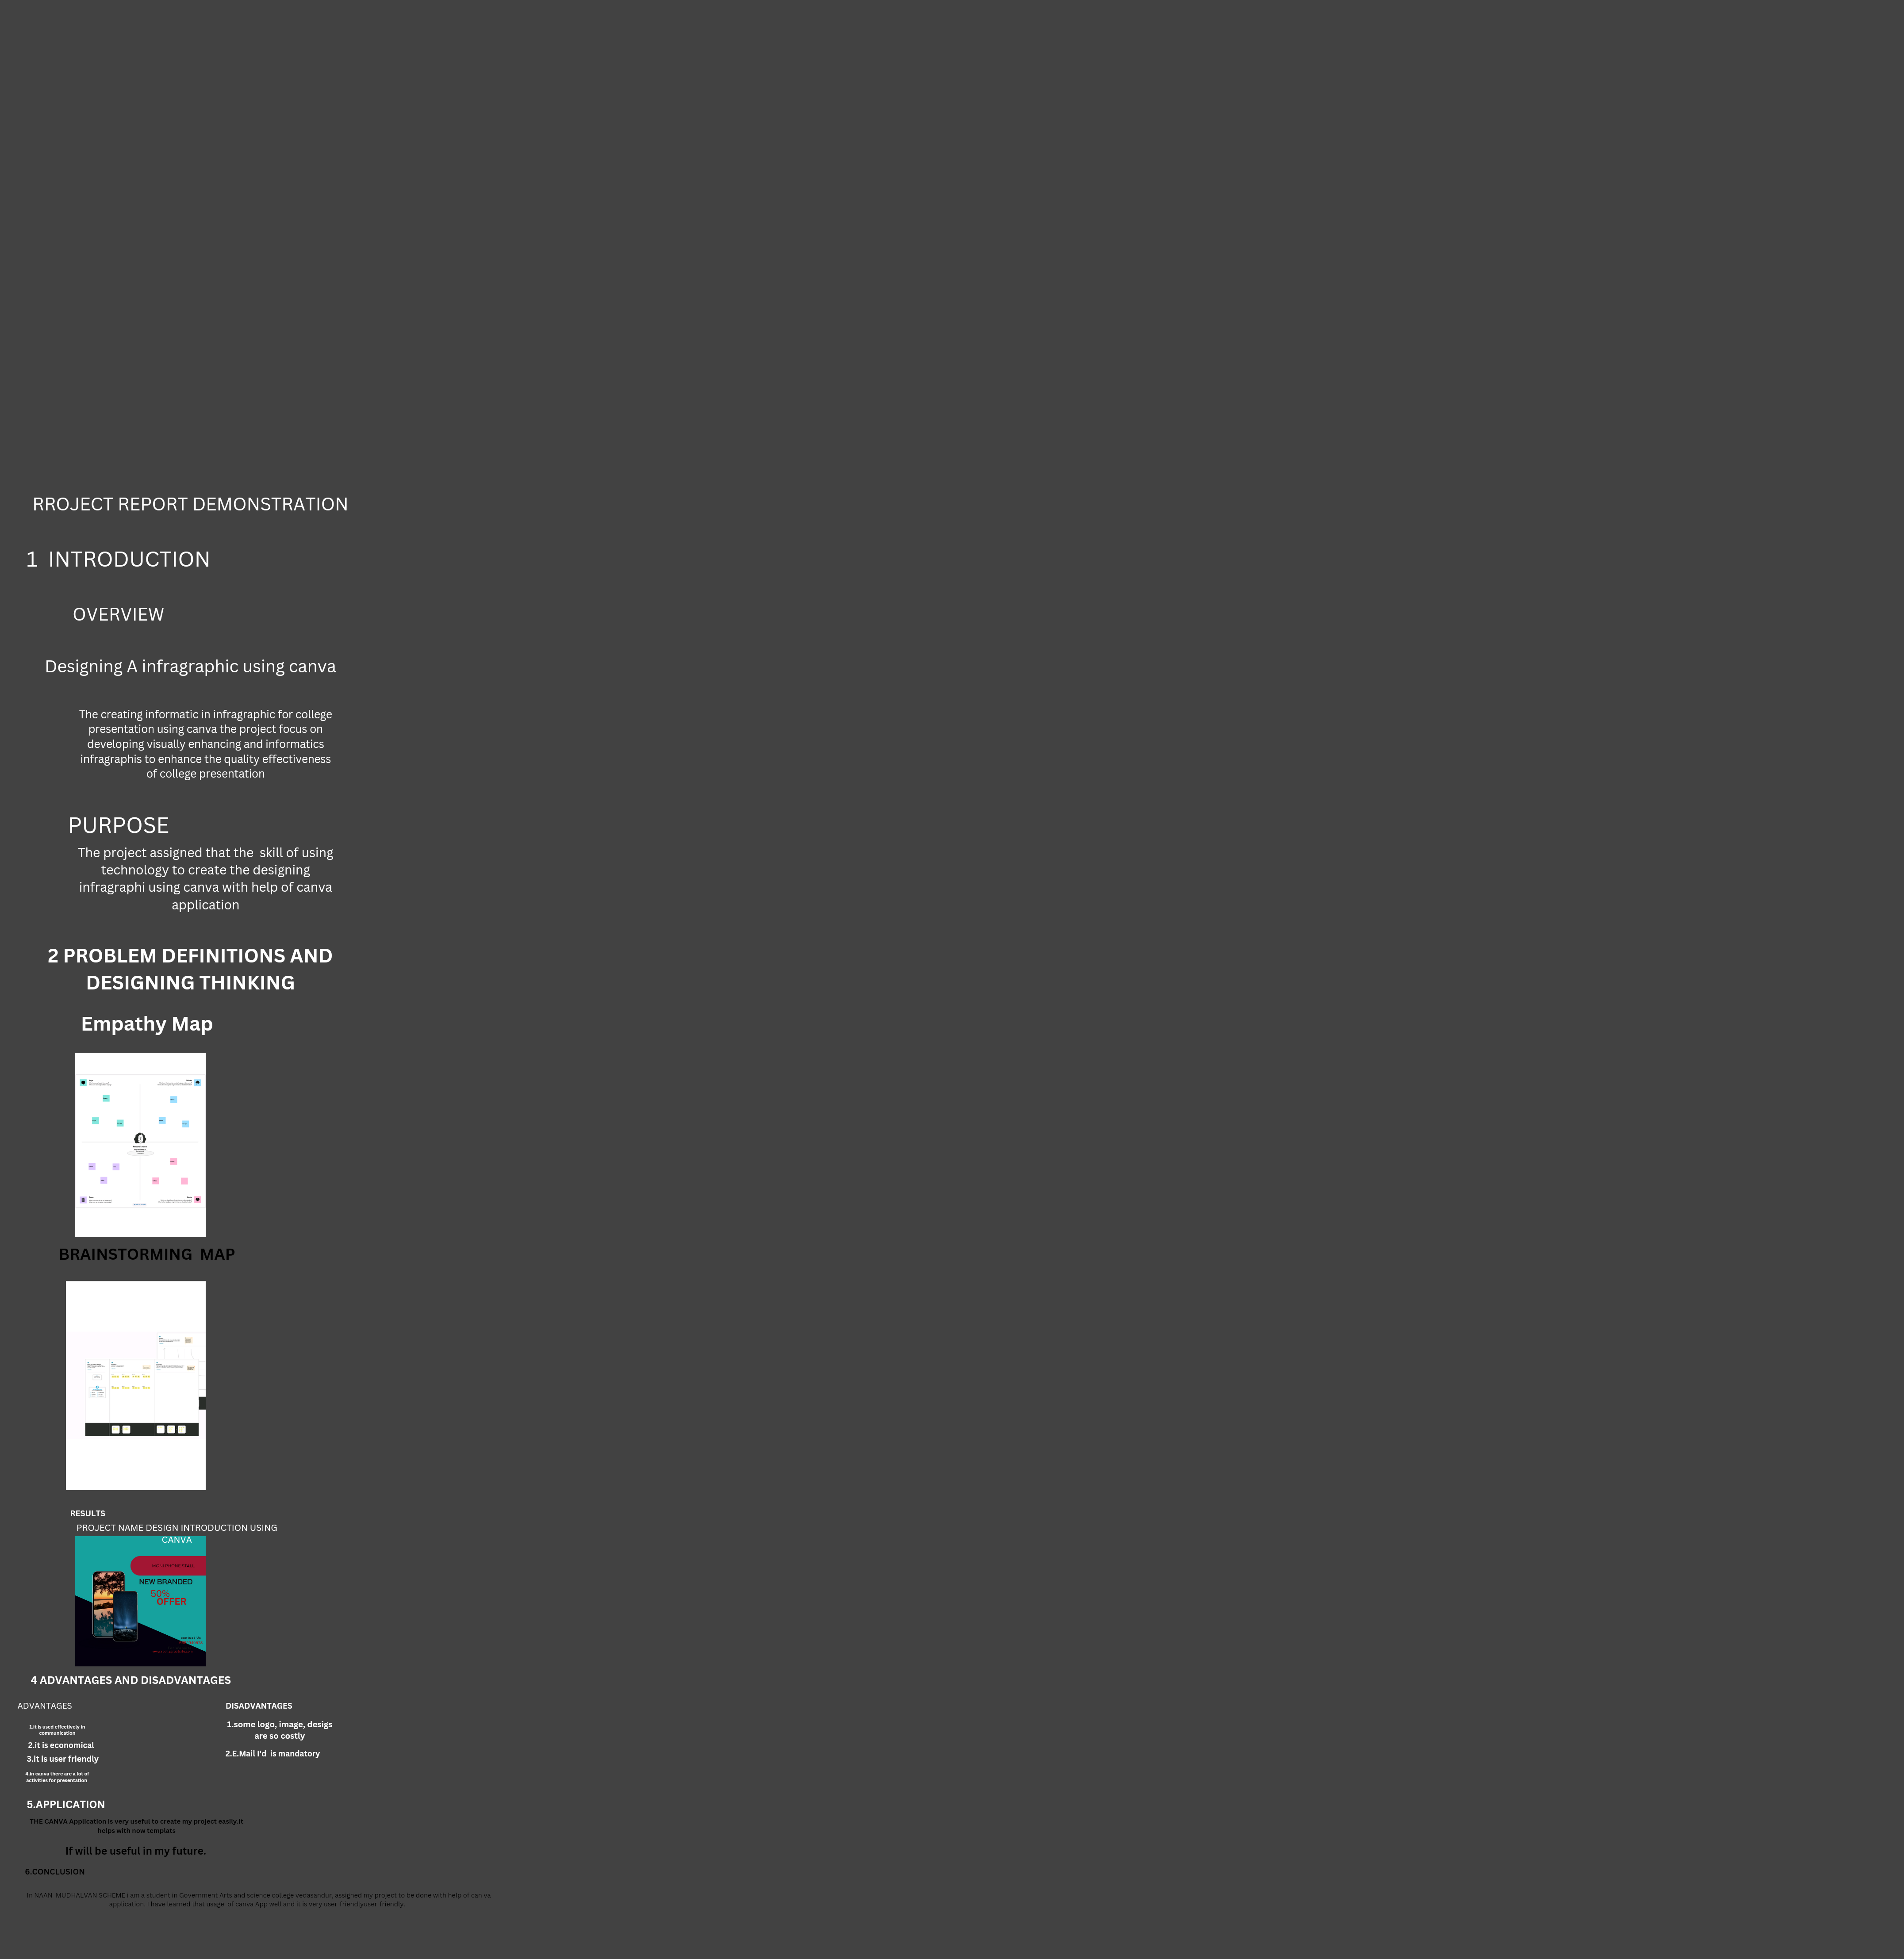 RROJECT REPORT DEMONSTRATION
1 INTRODUCTION
OVERVIEW
Designing A infragraphic using canva
The creating informatic in infragraphic for college
presentation using canva the project focus on
developing visually enhancing and informatics
infragraphis to enhance the quality effectiveness
of college presentation
PURPOSE
The project assigned that the skill of using
technology to create the designing
infragraphi using canva with help of canva
application
2 PROBLEM DEFINITIONS AND
DESIGNING THINKING
Empathy Map
BRAINSTORMING MAP
RESULTS
PROJECT NAME DESIGN INTRODUCTION USING
CANVA
NEW BRANDED
50%
OFFER
4 ADVANTAGES AND DISADVANTAGES
ADVANTAGES
1.it is used effectively in
communication
2.it is economical
3.it is user friendly
4.in canva there are a lot of
activities for presentation
DISADVANTAGES
1.some logo, image, desigs
are so costly
2.E.Mail I'd is mandatory
5.APPLICATION
THE CANVA Application is very useful to create my project easily.it
helps with now templats
If will be useful in my future.
6.CONCLUSION
In NAAN MUDHALVAN SCHEME I am a student in Government Arts and science college vedasandur, assigned my project to be done with help of can va
application. i have learned that usage of canva App well and it is very user-friendlyuser-friendly.